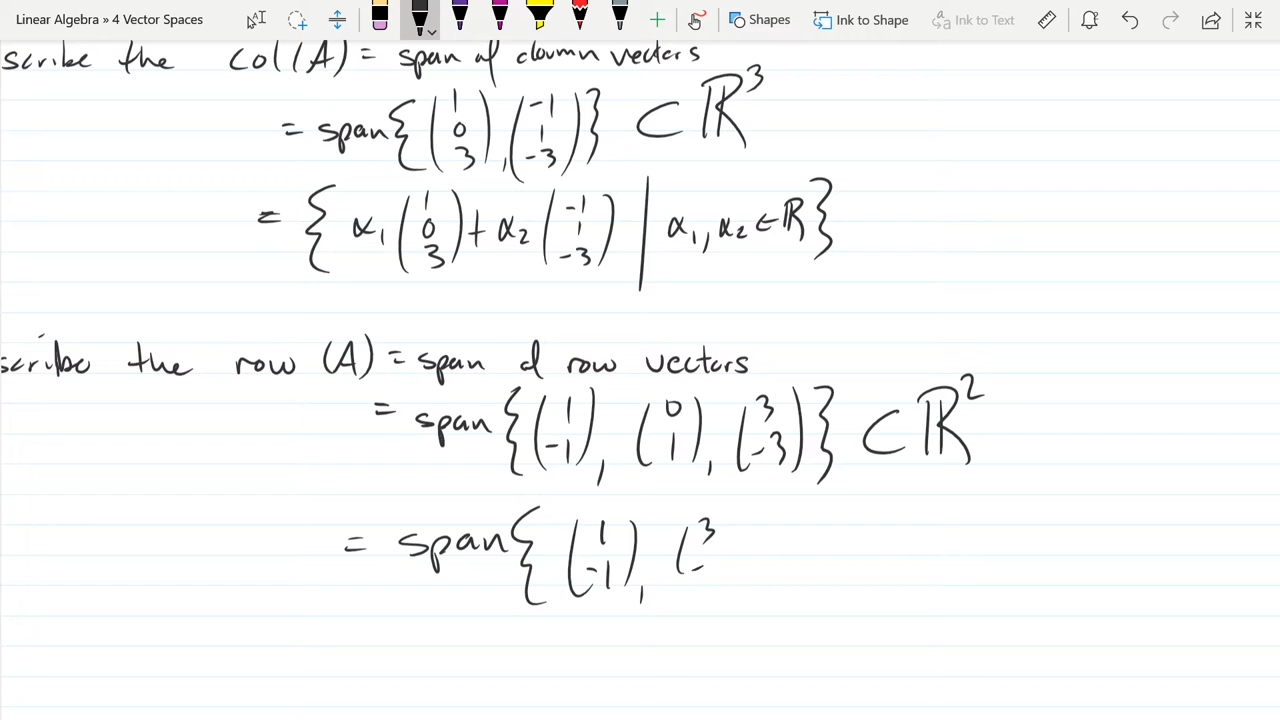 Linear Algebra » 4 Vector Spaces Shapes Ink to Shape Ink to Text
scribe the Col(A) = span of cloumn vectors
= span{(1 0 3), (-1 1 -3)} ⊂ ℝ³
= {α₁(1 0 3) + α₂(-1 1 -3) | α₁, α₂ ∈ ℝ}
scribe the row (A) = span of row vectors
= span{(1 -1), (0 1), (3 -3)} ⊂ ℝ²
= span{(1 -1), (3 -